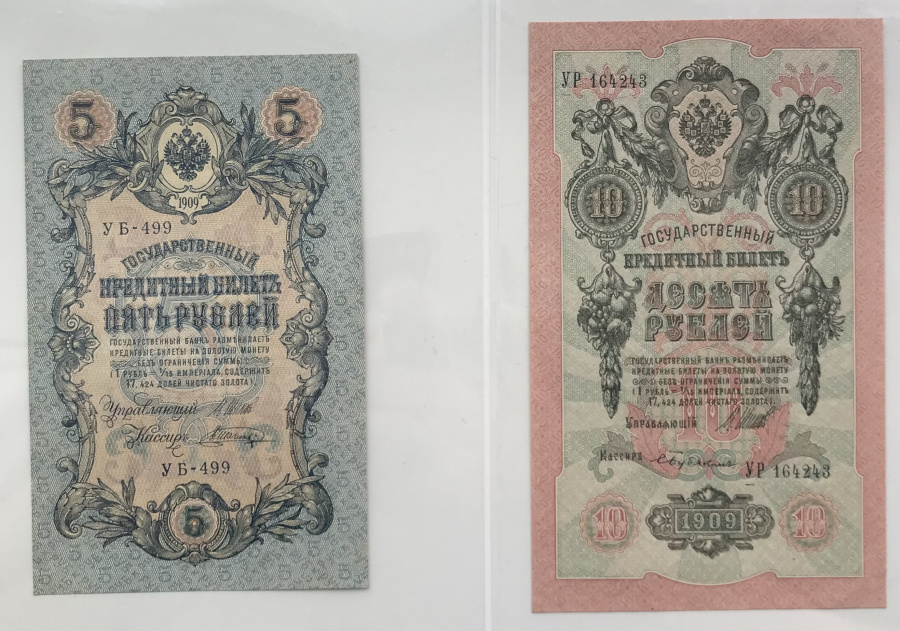 5 5
1909
УБ-499
ГОСУДАРСТВЕННЫЙ
КРЕДИТНЫЙ БИЛЕТЪ
ПЯТЬ РУБЛЕЙ
ГОСУДАРСТВЕННЫЙ БАНКЪ РАЗМѢНИВАЕТЪ
КРЕДИТНЫЕ БИЛЕТЫ НА ЗОЛОТУЮ МОНЕТУ
БЕЗЪ ОГРАНИЧЕНІЯ СУММЫ
(1 РУБЛЬ = 1/15 ИМПЕРІАЛА, СОДЕРЖИТЪ
17,424 ДОЛЕЙ ЧИСТАГО ЗОЛОТА)
Управляющій
Кассиръ
УБ-499
5
УР 164243
10 10
ГОСУДАРСТВЕННЫЙ
КРЕДИТНЫЙ БИЛЕТЪ
ДЕСЯТЬ
РУБЛЕЙ
ГОСУДАРСТВЕННЫЙ БАНКЪ РАЗМѢНИВАЕТЪ
КРЕДИТНЫЕ БИЛЕТЫ НА ЗОЛОТУЮ МОНЕТУ
БЕЗЪ ОГРАНИЧЕНІЯ СУММЫ
(1 РУБЛЬ = 1/15 ИМПЕРІАЛА, СОДЕРЖИТЪ
17,424 ДОЛЕЙ ЧИСТАГО ЗОЛОТА)
Управляющій
10
Кассиръ
УР 164243
10 1909 10